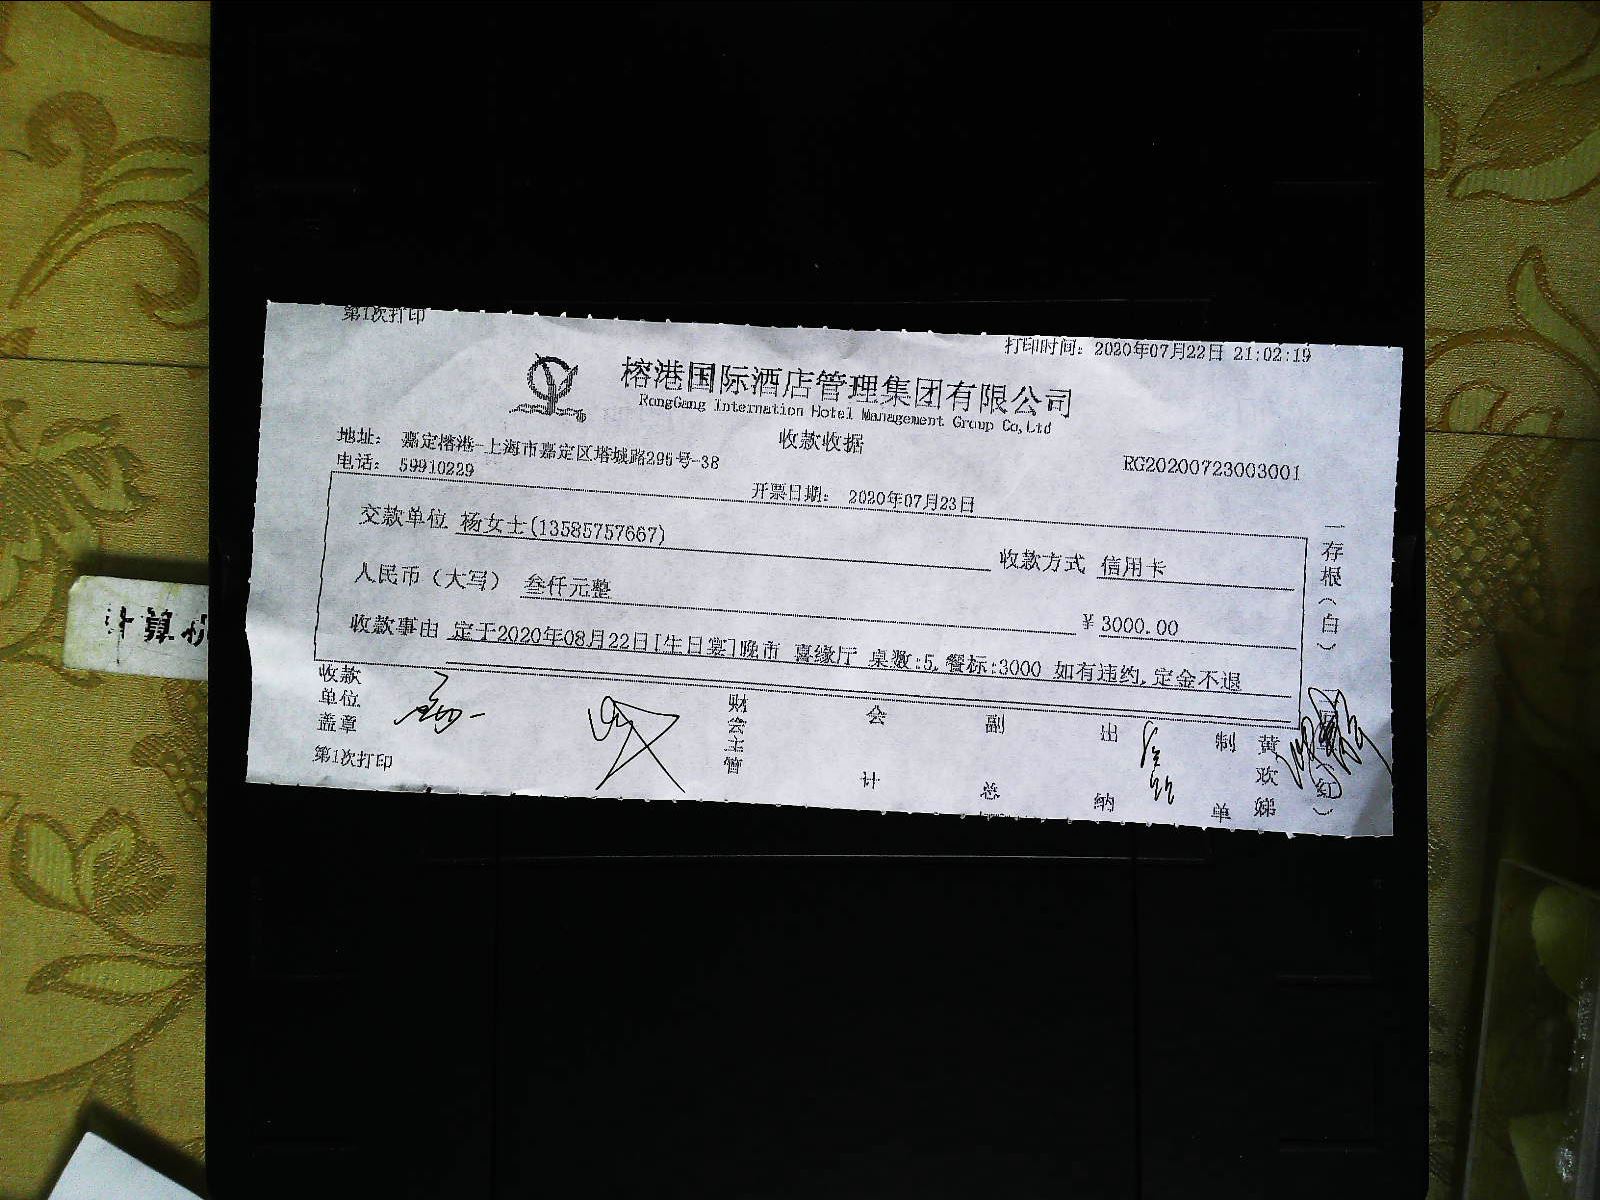 第1次打印
打印时间：2020年07月22日 21:02:19
榕港国际酒店管理集团有限公司
RongGang Internation Hotel Management Group Co,Ltd
收款收据
地址： 嘉定榕港-上海市嘉定区塔城路295号-38
电话： 59910229
RG20200723003001
开票日期： 2020年07月23日
交款单位 杨女士(13585757667)
收款方式 信用卡
人民币（大写） 叁仟元整
¥ 3000.00
收款事由 定于2020年08月22日[生日宴]晚市 喜缘厅 桌数:5,餐标:3000 如有违约,定金不退
一存根（白）
收款单位盖章
财会主管
会计
副总
出纳
制单
黄欢娣
红）
第1次打印
计算机